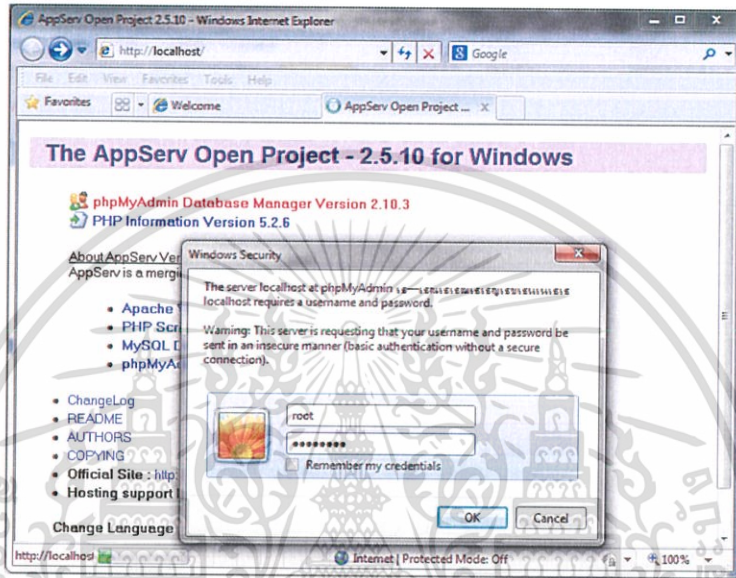 AppServ Open Project 2.5.10 - Windows Internet Explorer
http://localhost/
Google
File Edit View Favorites Tools Help
Favorites
Welcome
AppServ Open Project ...
The AppServ Open Project - 2.5.10 for Windows
phpMyAdmin Database Manager Version 2.10.3
PHP Information Version 5.2.6
About AppServ Ver
AppServ is a mergi
Apache
PHP Scr
MySQL D
phpMyA
ChangeLog
README
AUTHORS
COPYING
Official Site : http:
Hosting support
Change Language
Windows Security
The server localhost at phpMyAdmin
localhost requires a username and password.
Warning: This server is requesting that your username and password be
sent in an insecure manner (basic authentication without a secure
connection).
root
••••••••
Remember my credentials
OK
Cancel
http://localhost
Internet | Protected Mode: Off
100%